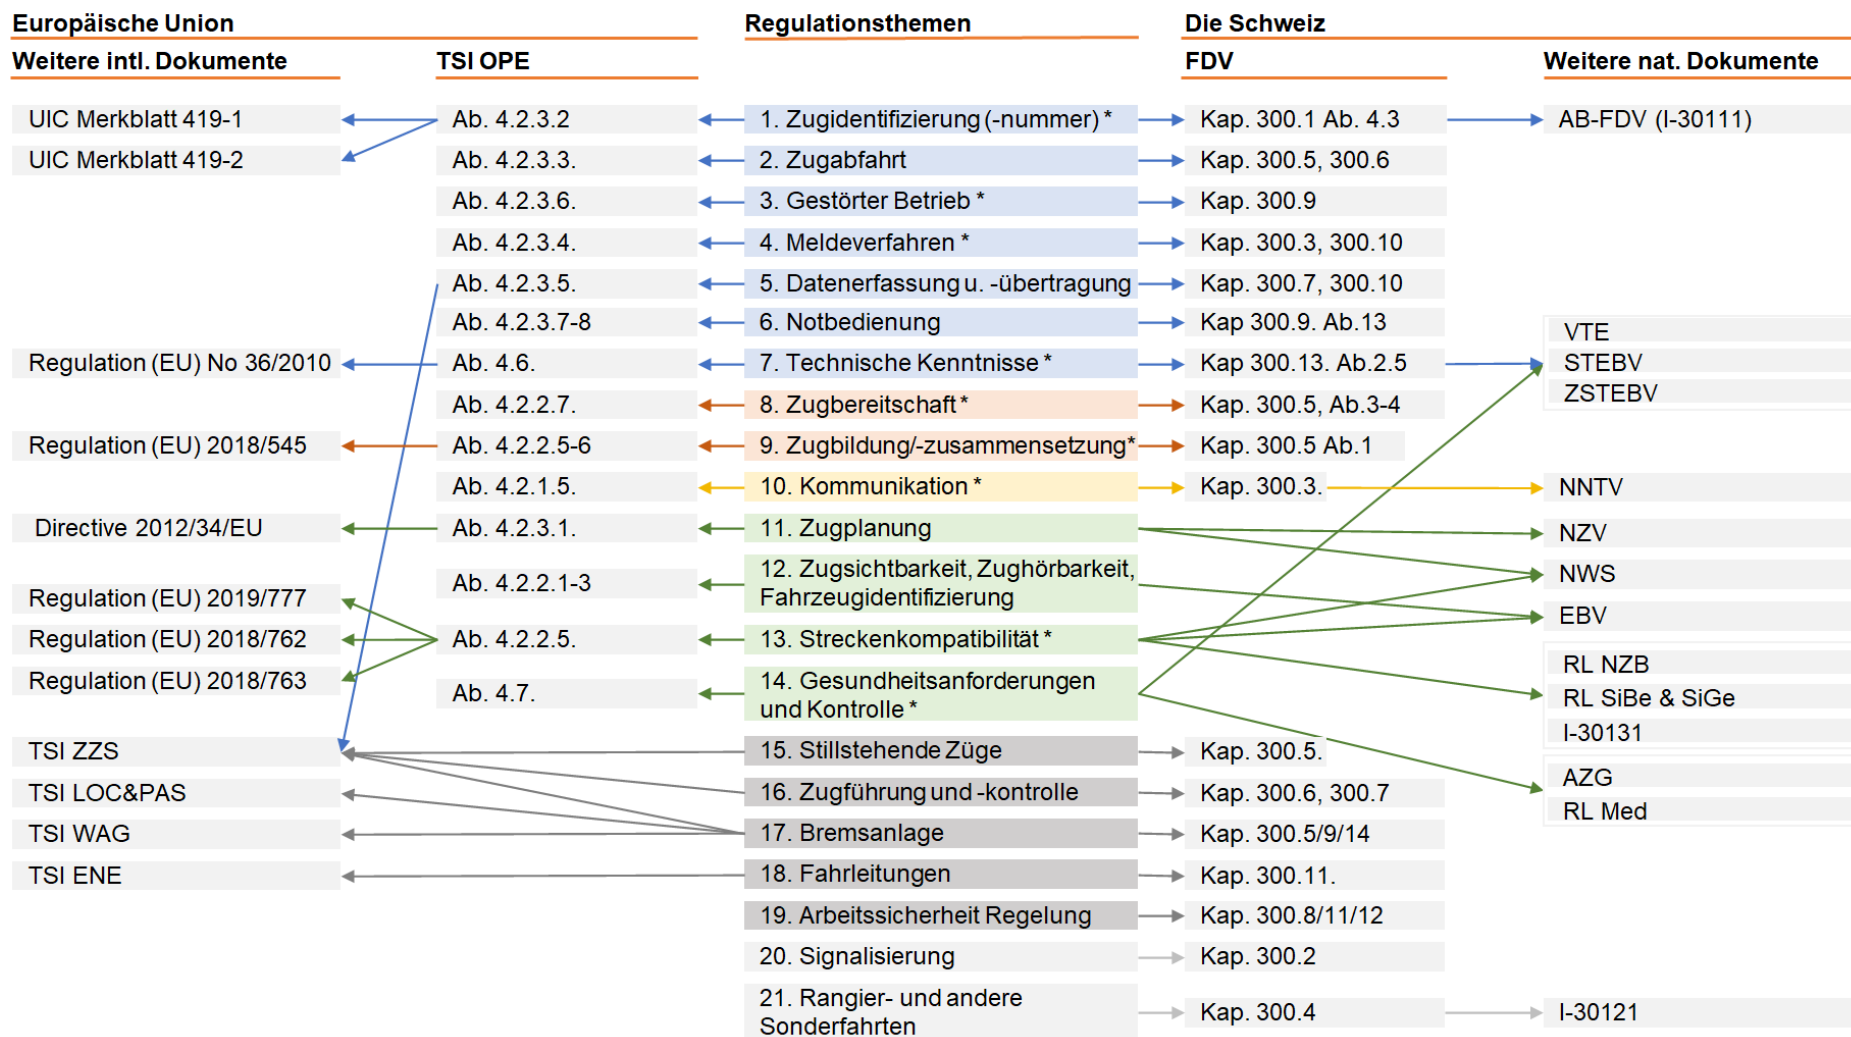 Europäische Union
Regulationsthemen
Die Schweiz
Weitere intl. Dokumente
TSI OPE
FDV
Weitere nat. Dokumente
UIC Merkblatt 419-1
Ab. 4.2.3.2
1. Zugidentifizierung (-nummer) *
Kap. 300.1 Ab. 4.3
AB-FDV (I-30111)
UIC Merkblatt 419-2
Ab. 4.2.3.3.
2. Zugabfahrt
Kap. 300.5, 300.6
Ab. 4.2.3.6.
3. Gestörter Betrieb *
Kap. 300.9
Ab. 4.2.3.4.
4. Meldeverfahren *
Kap. 300.3, 300.10
Ab. 4.2.3.5.
5. Datenerfassung u. -übertragung
Kap. 300.7, 300.10
Ab. 4.2.3.7-8
6. Notbedienung
Kap 300.9. Ab.13
VTE
Regulation (EU) No 36/2010
Ab. 4.6.
7. Technische Kenntnisse *
Kap 300.13. Ab.2.5
STEBV
ZSTEBV
Ab. 4.2.2.7.
8. Zugbereitschaft *
Kap. 300.5, Ab.3-4
Regulation (EU) 2018/545
Ab. 4.2.2.5-6
9. Zugbildung/-zusammensetzung*
Kap. 300.5 Ab.1
Ab. 4.2.1.5.
10. Kommunikation *
Kap. 300.3.
NNTV
Directive 2012/34/EU
Ab. 4.2.3.1.
11. Zugplanung
NZV
NWS
Ab. 4.2.2.1-3
12. Zugsichtbarkeit, Zughörbarkeit,
Fahrzeugidentifizierung
EBV
Regulation (EU) 2019/777
Regulation (EU) 2018/762
Ab. 4.2.2.5.
13. Streckenkompatibilität *
Regulation (EU) 2018/763
RL NZB
RL SiBe & SiGe
I-30131
Ab. 4.7.
14. Gesundheitsanforderungen
und Kontrolle *
TSI ZZS
15. Stillstehende Züge
Kap. 300.5.
AZG
RL Med
TSI LOC&PAS
16. Zugführung und -kontrolle
Kap. 300.6, 300.7
TSI WAG
17. Bremsanlage
Kap. 300.5/9/14
TSI ENE
18. Fahrleitungen
Kap. 300.11.
19. Arbeitssicherheit Regelung
Kap. 300.8/11/12
20. Signalisierung
Kap. 300.2
21. Rangier- und andere
Sonderfahrten
Kap. 300.4
I-30121